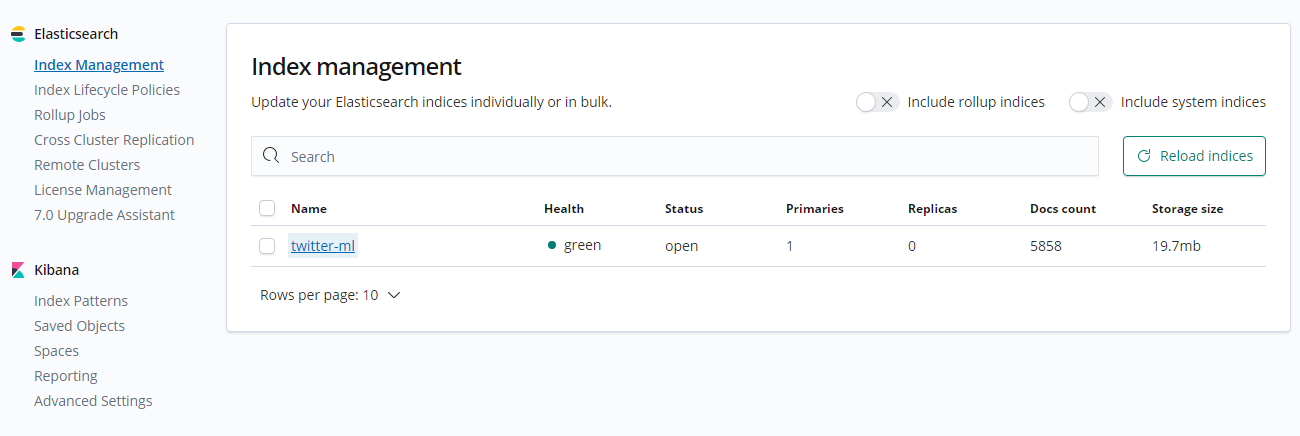 Elasticsearch
Index Management
Index Lifecycle Policies
Rollup Jobs
Cross Cluster Replication
Remote Clusters
License Management
7.0 Upgrade Assistant
Kibana
Index Patterns
Saved Objects
Spaces
Reporting
Advanced Settings
Index management
Update your Elasticsearch indices individually or in bulk.
Include rollup indices
Include system indices
Search
Reload indices
Name Health Status Primaries Replicas Docs count Storage size
twitter-ml green open 1 0 5858 19.7mb
Rows per page: 10